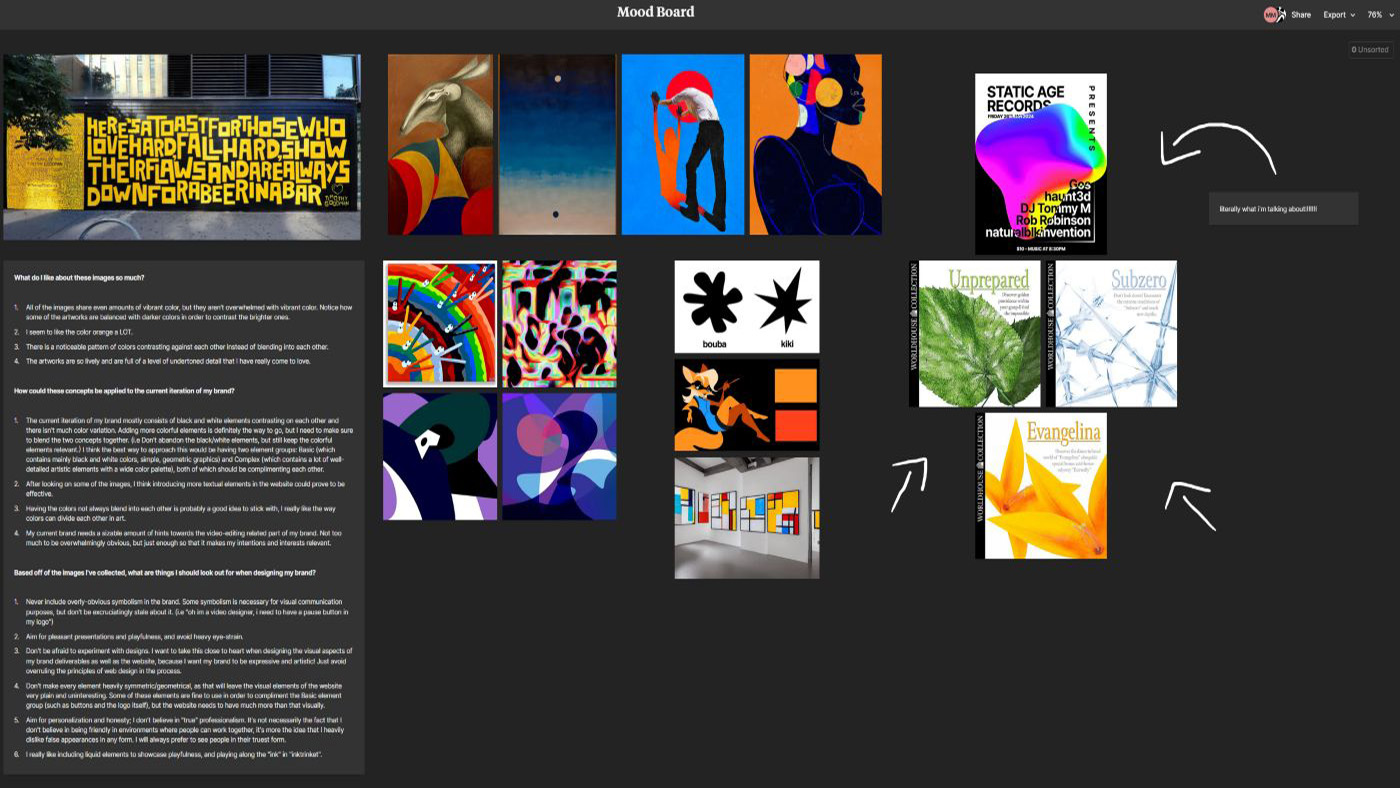 Mood Board
MM
Share
Export
76%
0 Unsorted
HERE'SATOASTFORTHOSEWHO
LOVEHARDFALLHARD,SHOW
THEIRFLAWSANDAREALWAYS
DOWNFORABEERINABAR
TIMOTHY
GOODMAN
STATIC AGE
RECORDS
PRESENTS
haunt3d
DJ Tommy M
Rob Robinson
$10 - MUSIC AT 8:30PM
literally what i'm talking about!!!!!!!
What do I like about these images so much?
1. All of the images share even amounts of vibrant color, but they aren't overwhelmed with vibrant color. Notice how
some of the artworks are balanced with darker colors in order to contrast the brighter ones.
2. I seem to like the color orange a LOT.
3. There is a noticeable pattern of colors contrasting against each other instead of blending into each other.
4. The artworks are so lively and are full of a level of undertoned detail that I have really come to love.
How could these concepts be applied to the current iteration of my brand?
1. The current iteration of my brand mostly consists of black and white elements contrasting on each other and
there isn't much color variation. Adding more colorful elements is definitely the way to go, but I need to make sure
to blend the two concepts together. (i.e Don't abandon the black/white elements, but still keep the colorful
elements relevant.) I think the best way to approach this would be having two element groups: Basic (which
contains mainly black and white colors, simple, geometric graphics) and Complex (which contains a lot of well-
detailed artistic elements with a wide color palette), both of which should be complimenting each other.
2. After looking on some of the images, I think introducing more textual elements in the website could prove to be
effective.
3. Having the colors not always blend into each other is probably a good idea to stick with, I really like the way
colors can divide each other in art.
4. My current brand needs a sizable amount of hints towards the video-editing related part of my brand. Not too
much to be overwhelmingly obvious, but just enough so that it makes my intentions and interests relevant.
Based off of the images I've collected, what are things I should look out for when designing my brand?
1. Never include overly-obvious symbolism in the brand. Some symbolism is necessary for visual communication
purposes, but don't be excruciatingly stale about it. (i.e "oh im a video designer, i need to have a pause button in
my logo")
2. Aim for pleasant presentations and playfulness, and avoid heavy eye-strain.
3. Don't be afraid to experiment with designs. I want to take this close to heart when designing the visual aspects of
my brand deliverables as well as the website, because I want my brand to be expressive and artistic! Just avoid
overruling the principles of web design in the process.
4. Don't make every element heavily symmetric/geometrical, as that will leave the visual elements of the website
very plain and uninteresting. Some of these elements are fine to use in order to compliment the Basic element
group (such as buttons and the logo itself), but the website needs to have much more than that visually.
5. Aim for personalization and honesty; I don't believe in "true" professionalism. It's not necessarily the fact that I
don't believe in being friendly in environments where people can work together, it's more the idea that I heavily
dislike false appearances in any form. I will always prefer to see people in their truest form.
6. I really like including liquid elements to showcase playfulness, and playing along the "ink" in "inktrinket".
bouba
kiki
WORLDHOUSE COLLECTION
Unprepared
WORLDHOUSE COLLECTION
Subzero
WORLDHOUSE COLLECTION
Evangelina